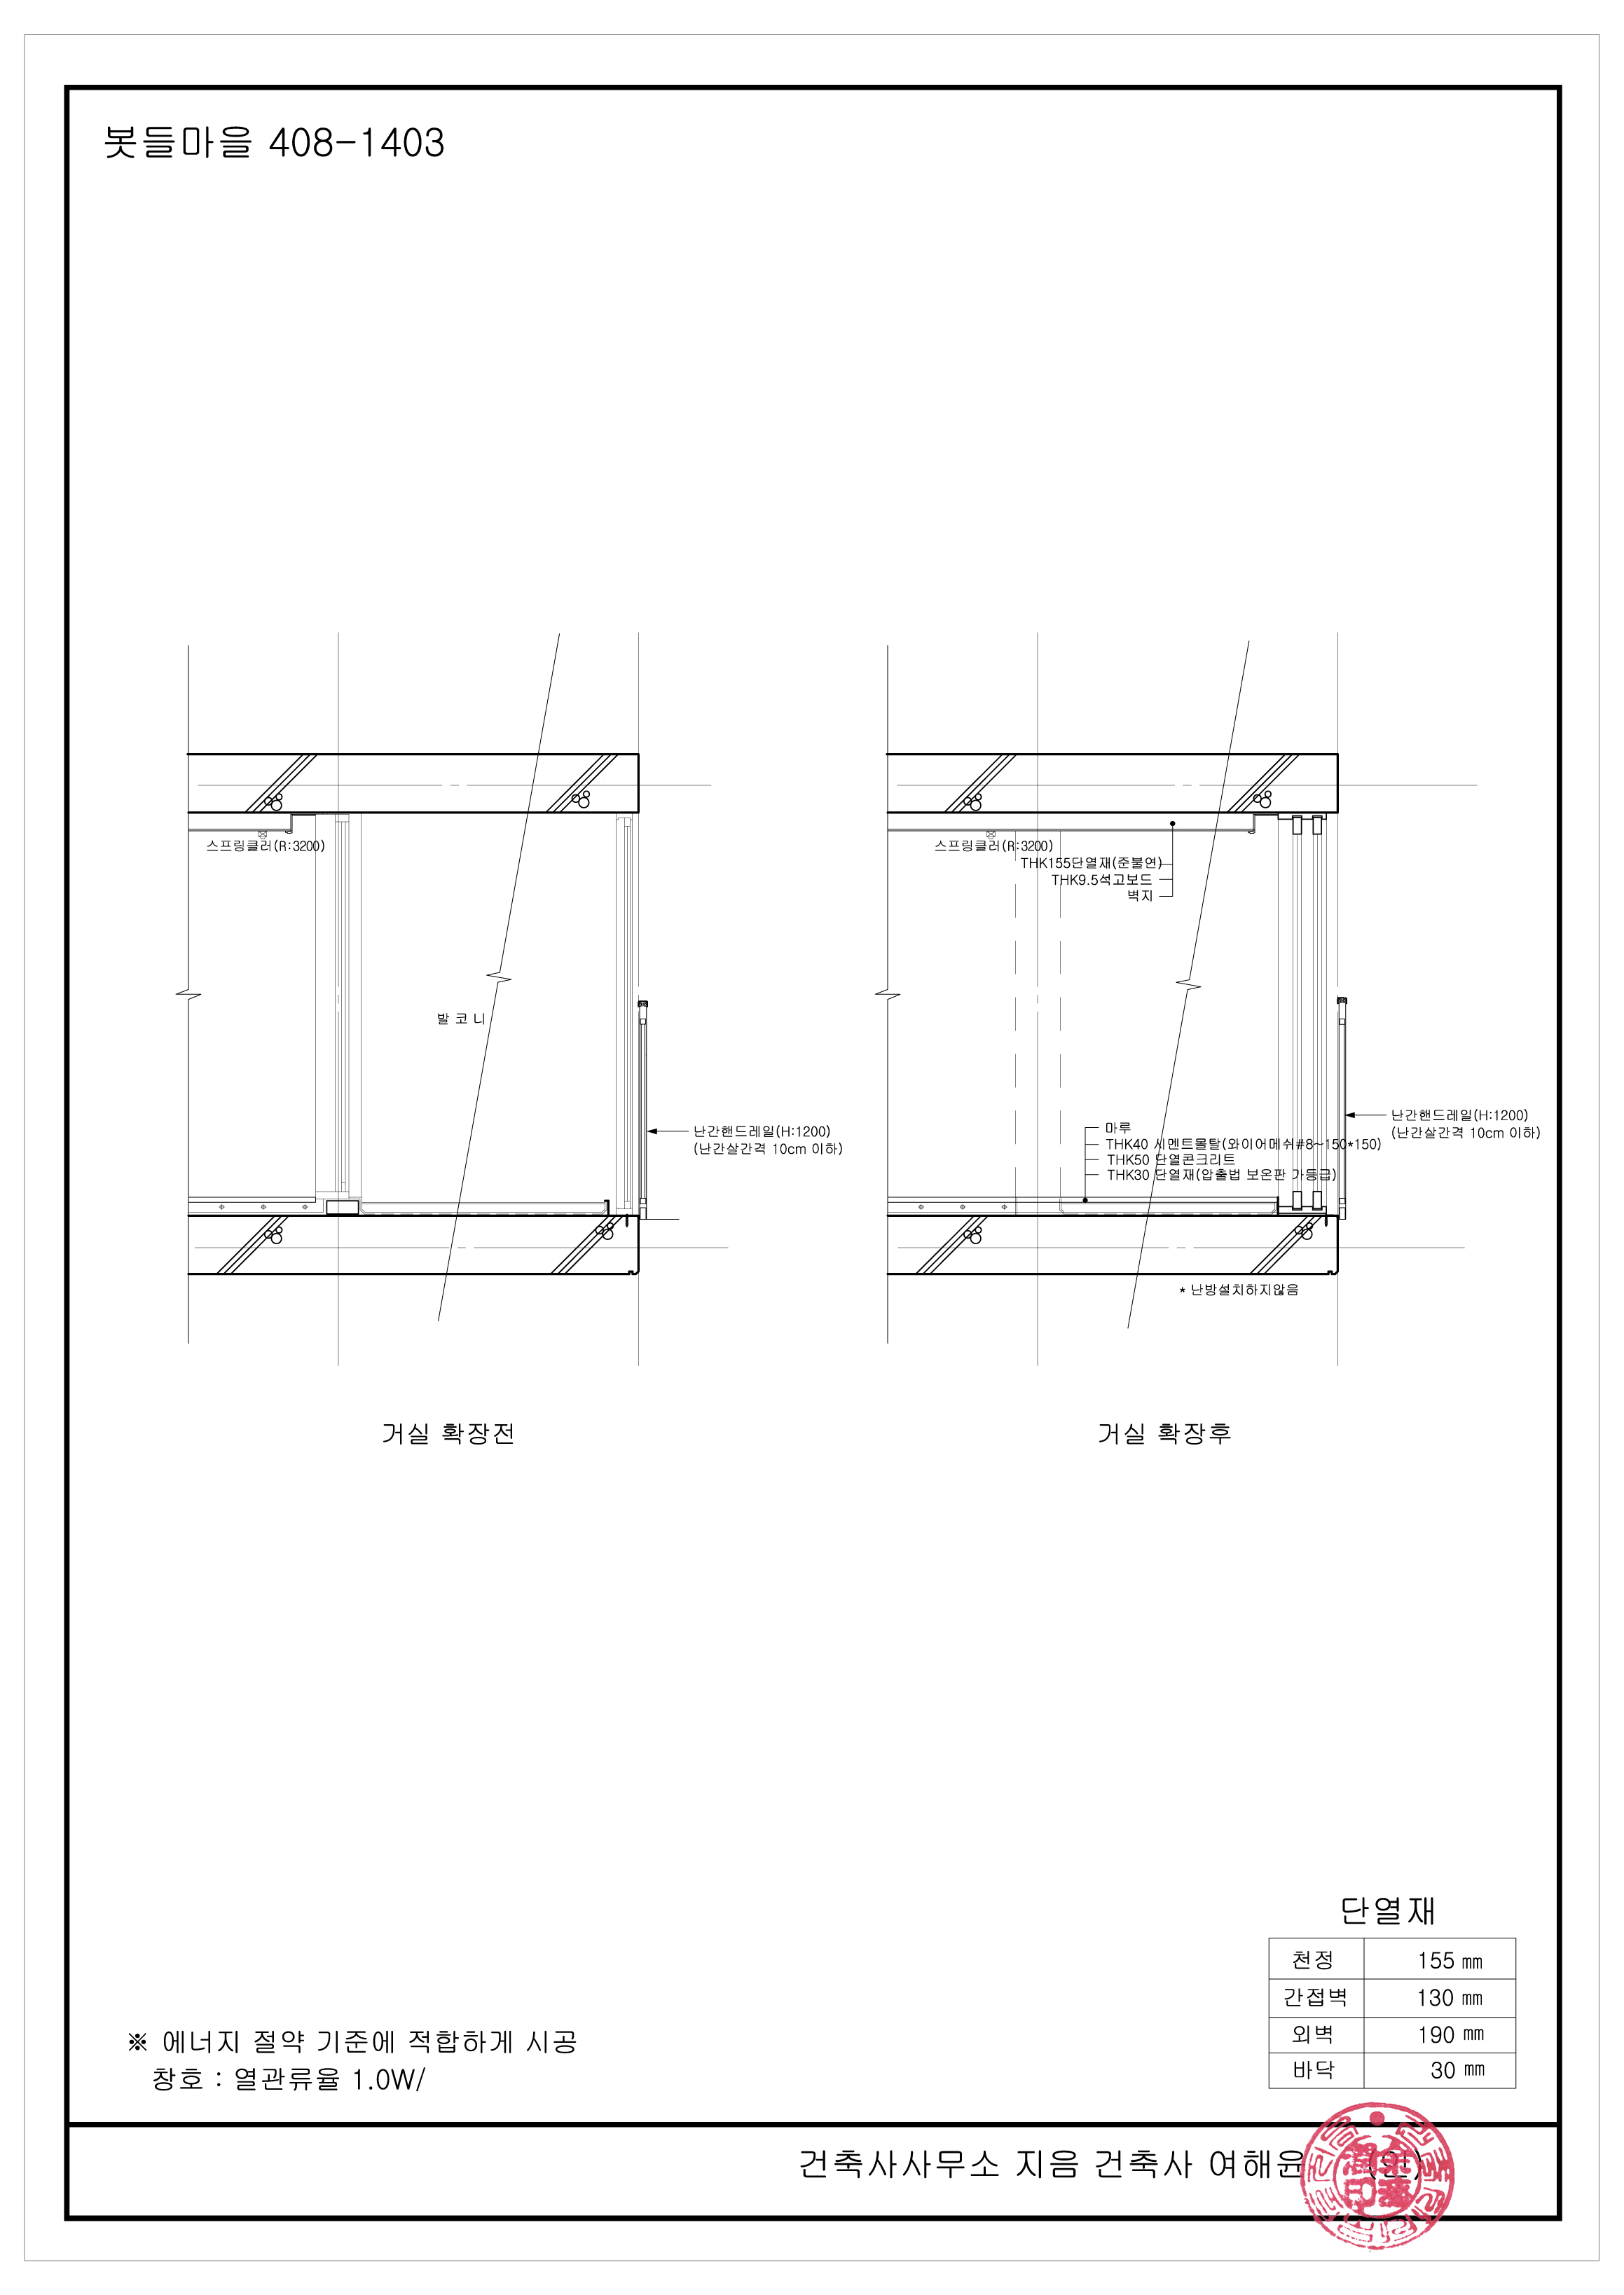 봇들마을 408-1403
스프링클러(R:3200)
발 코 니
난간핸드레일(H:1200)
(난간살간격 10cm 이하)
거실 확장전
스프링클러(R:3200)
THK155단열재(준불연)
THK9.5석고보드
벽지
난간핸드레일(H:1200)
(난간살간격 10cm 이하)
마루
THK40 시멘트몰탈(와이어메쉬#8~150*150)
THK50 단열콘크리트
THK30 단열재(압출법 보온판 가등급)
* 난방설치하지않음
거실 확장후
단열재
천정 155 ㎜
간접벽 130 ㎜
외벽 190 ㎜
바닥 30 ㎜
※ 에너지 절약 기준에 적합하게 시공
창호 : 열관류율 1.0W/
건축사사무소 지음 건축사 여해윤 (인)